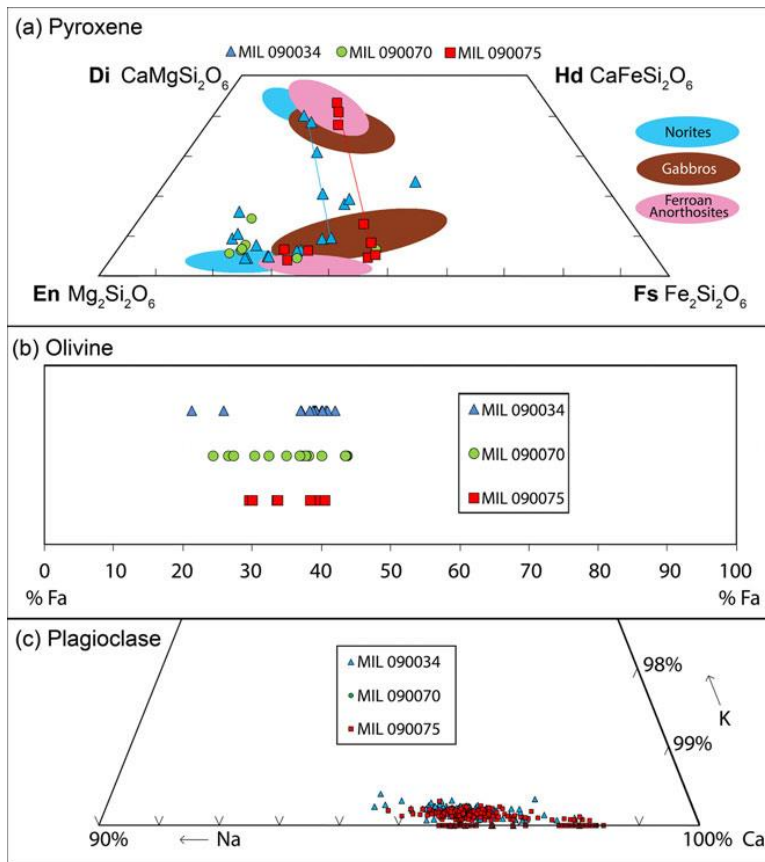 (a) Pyroxene
MIL 090034 MIL 090070 MIL 090075
Di CaMgSi₂O₆ Hd CaFeSi₂O₆
Norites
Gabbros
Ferroan
Anorthosites
En Mg₂Si₂O₆ Fs Fe₂Si₂O₆
(b) Olivine
MIL 090034
MIL 090070
MIL 090075
0 10 20 30 40 50 60 70 80 90 100
% Fa % Fa
(c) Plagioclase
MIL 090034
MIL 090070
MIL 090075
98%
K
99%
90% ← Na 100% Ca